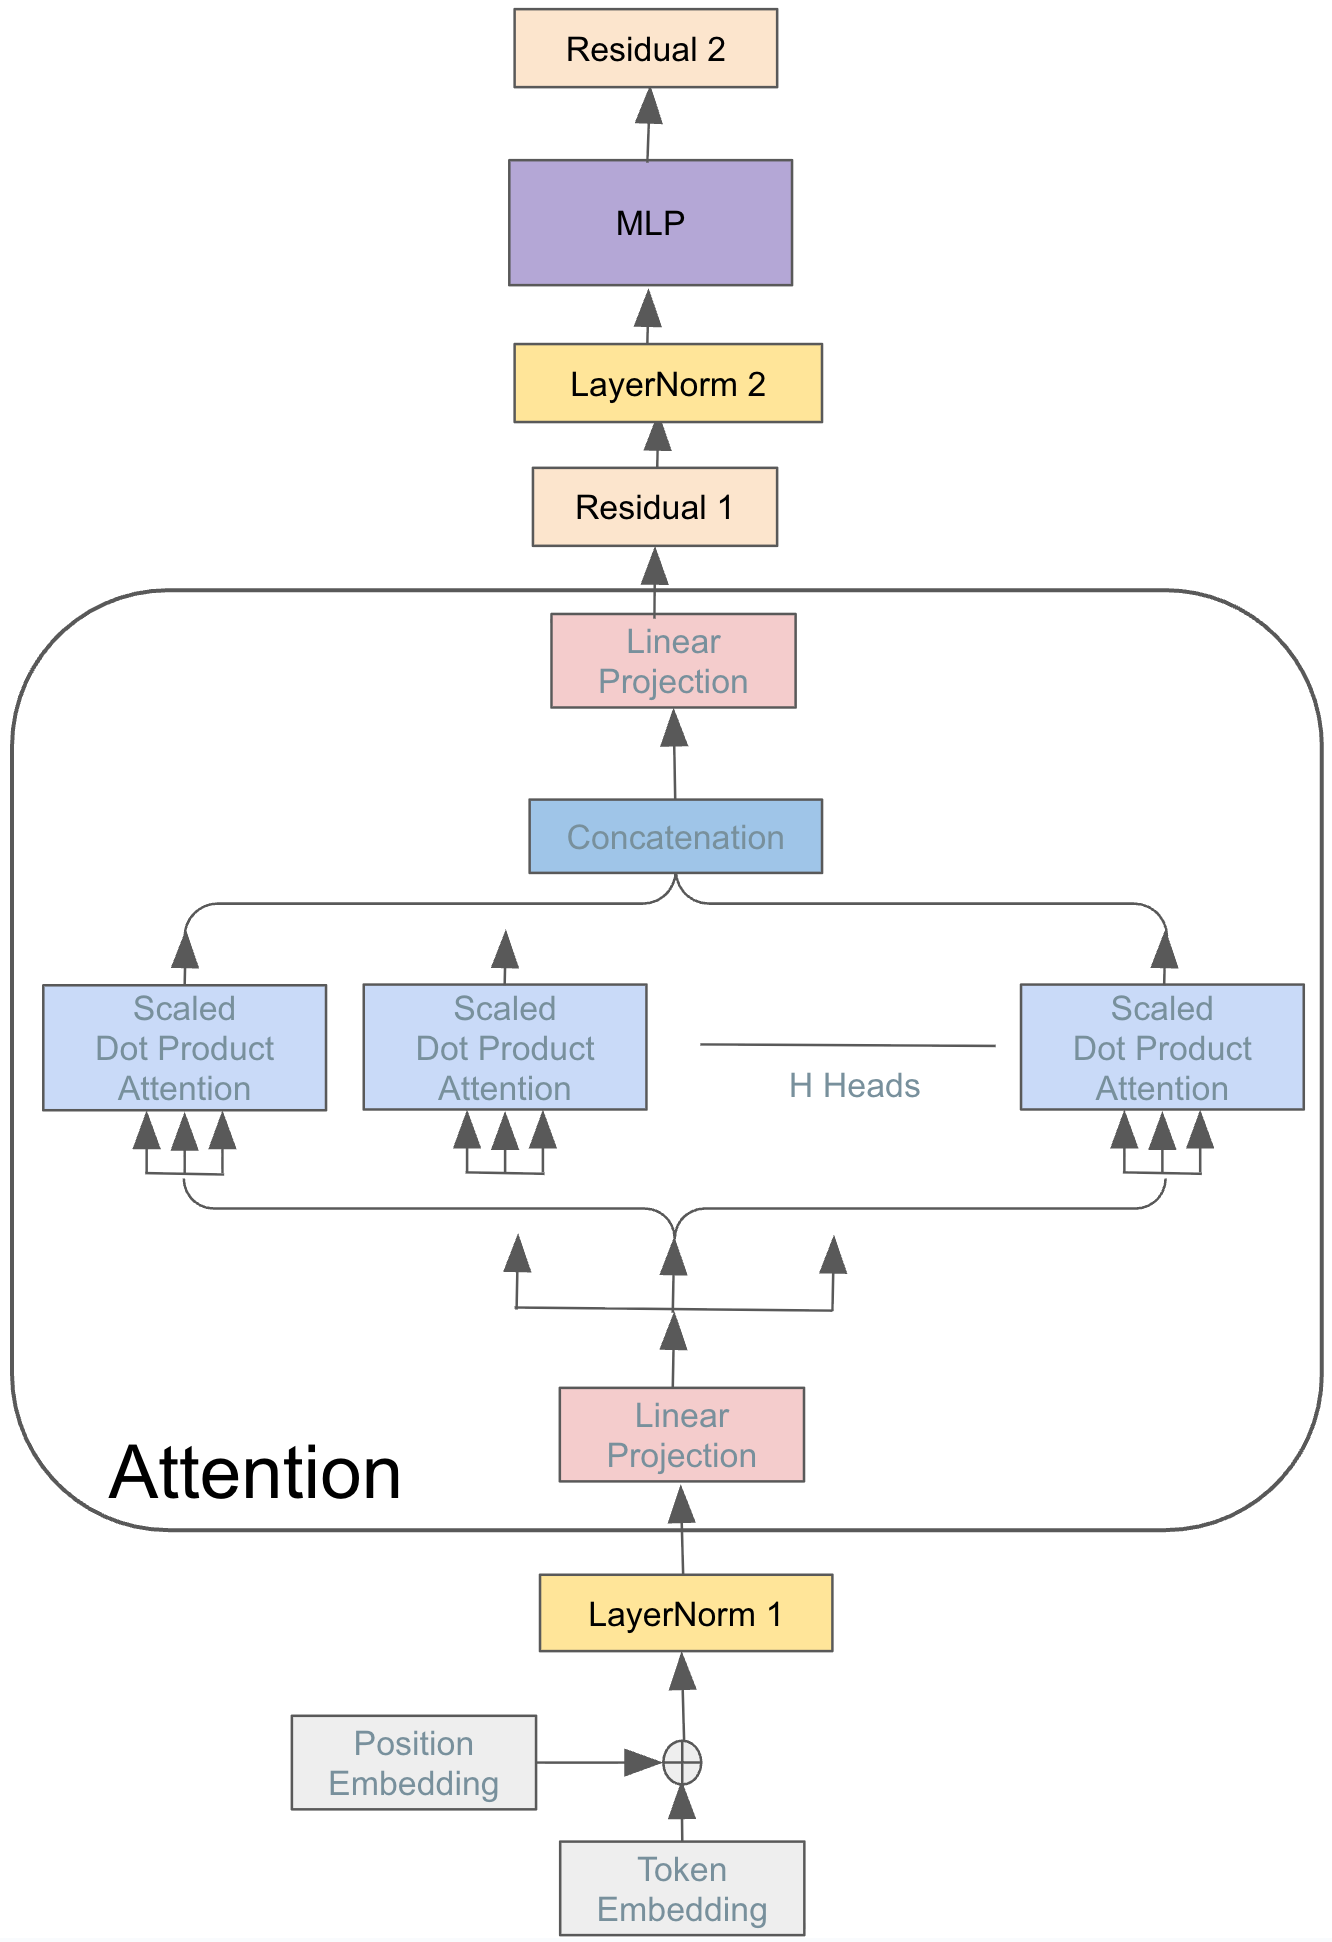 Residual 2
MLP
LayerNorm 2
Residual 1
Linear
Projection
Concatenation
Scaled
Dot Product
Attention
Scaled
Dot Product
Attention
H Heads
Scaled
Dot Product
Attention
Linear
Projection
Attention
LayerNorm 1
Position
Embedding
Token
Embedding